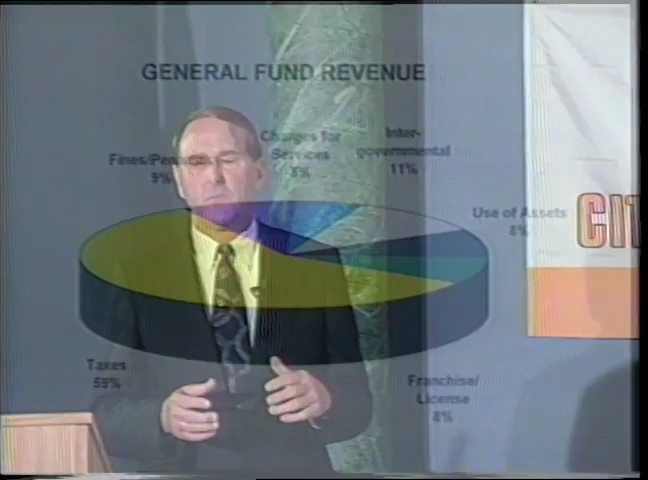 GENERAL FUND REVENUE
Charges for
Services
8%
Inter-
governmental
11%
Fines/Pen
9%
Use of Assets
8%
CIT
Taxes
59%
Franchise/
License
8%